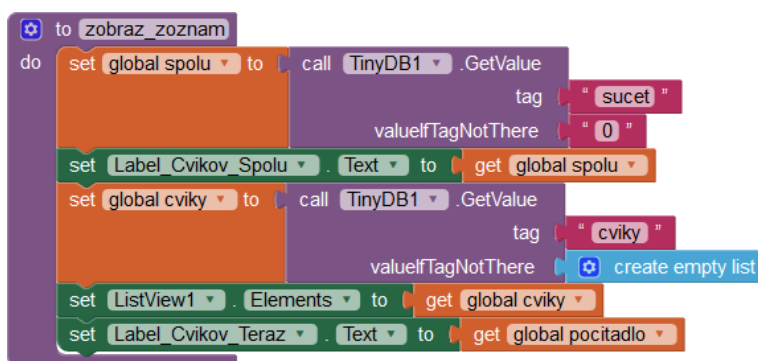 to zobraz_zoznam
do set global spolu to call TinyDB1 .GetValue
tag " sucet "
valueIfTagNotThere " 0 "
set Label_Cvikov_Spolu . Text to get global spolu
set global cviky to call TinyDB1 .GetValue
tag " cviky "
valueIfTagNotThere create empty list
set ListView1 . Elements to get global cviky
set Label_Cvikov_Teraz . Text to get global pocitadlo